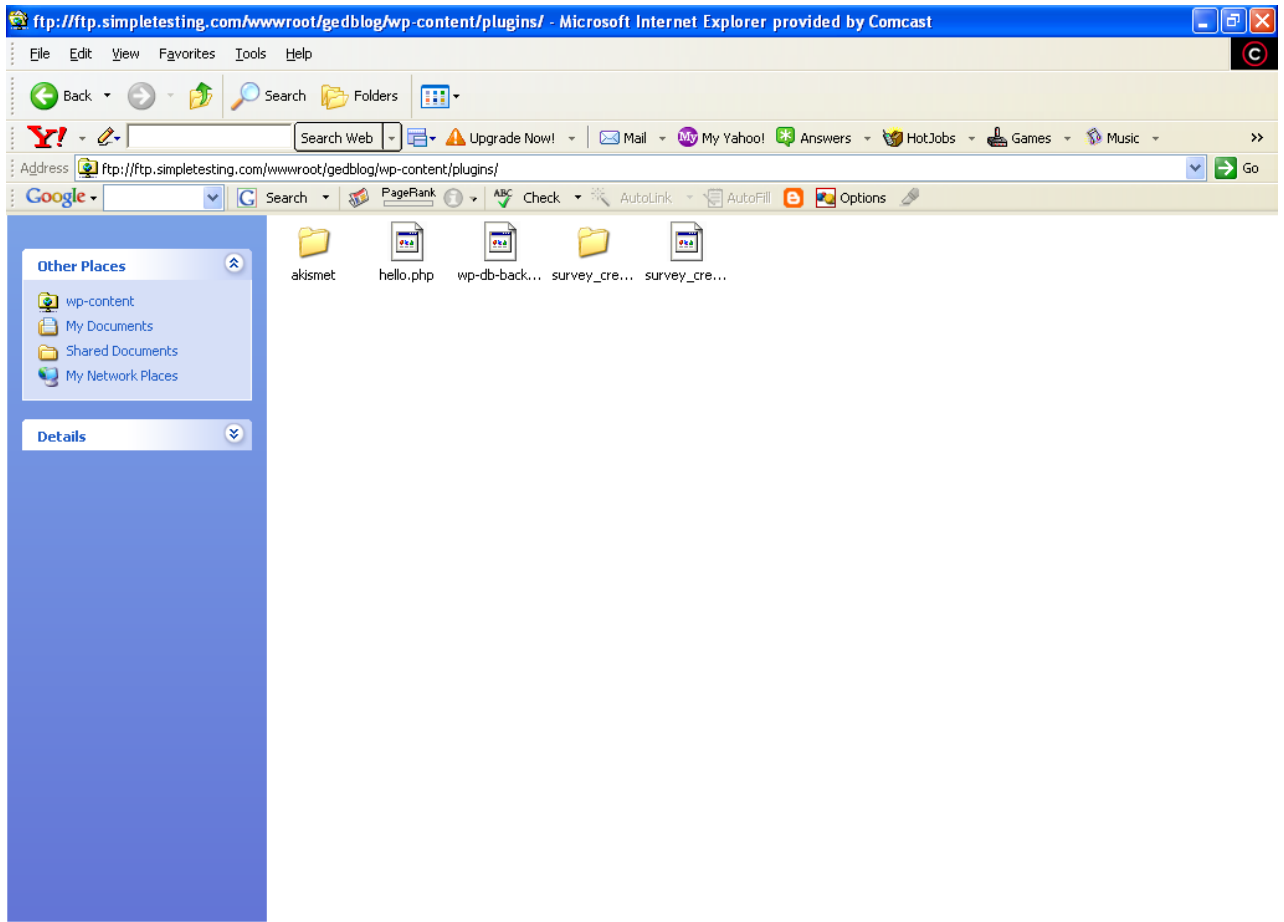 ftp://ftp.simpletesting.com/wwwroot/gedblog/wp-content/plugins/ - Microsoft Internet Explorer provided by Comcast
File Edit View Favorites Tools Help
C
Back Search Folders
Y! Search Web Upgrade Now! Mail My My Yahoo! Answers HotJobs Games Music »
Address ftp://ftp.simpletesting.com/wwwroot/gedblog/wp-content/plugins/ Go
Google G Search PageRank ABC Check AutoLink AutoFill Options
Other Places
wp-content
My Documents
Shared Documents
My Network Places
Details
akismet hello.php wp-db-back... survey_cre... survey_cre...